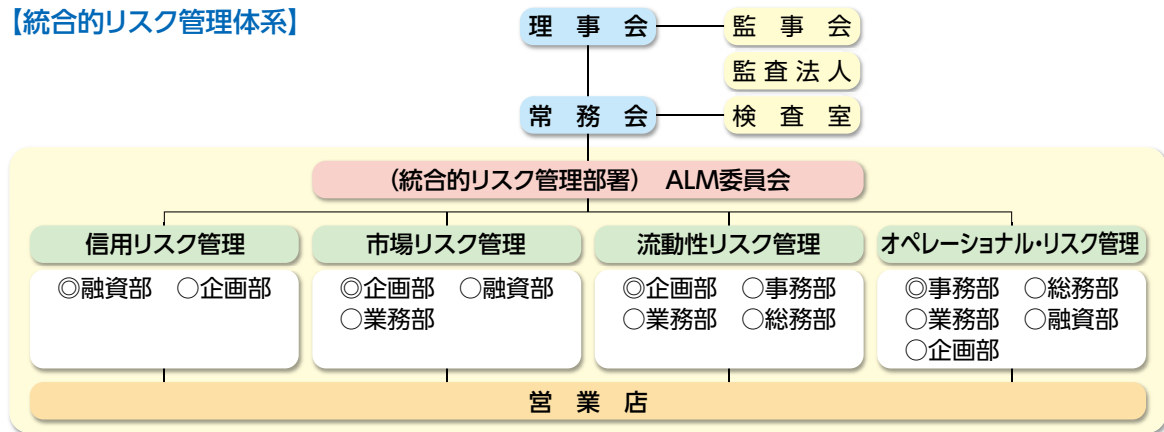 【統合的リスク管理体系】
理事会
監事会
監査法人
常務会
検査室
(統合的リスク管理部署) ALM委員会
信用リスク管理
◎融資部 ○企画部
市場リスク管理
◎企画部 ○融資部
○業務部
流動性リスク管理
◎企画部 ○事務部
○業務部 ○総務部
オペレーショナル・リスク管理
◎事務部 ○総務部
○業務部 ○融資部
○企画部
営業店